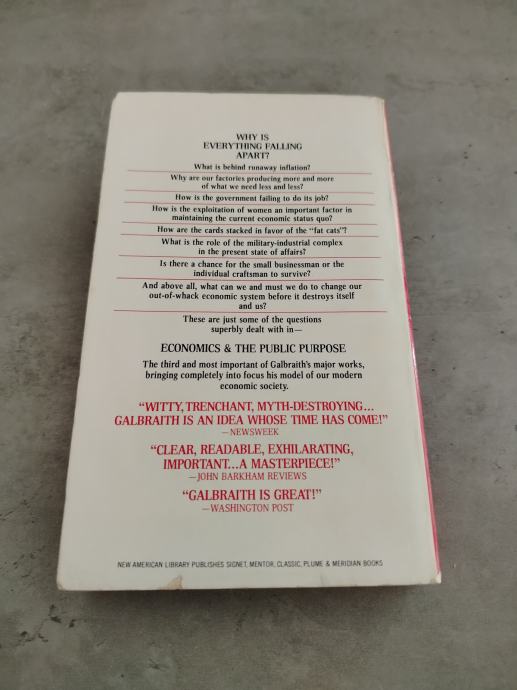 WHY IS
EVERYTHING FALLING
APART?
What is behind runaway inflation?
Why are our factories producing more and more
of what we need less and less?
How is the government failing to do its job?
How is the exploitation of women an important factor in
maintaining the current economic status quo?
How are the cards stacked in favor of the "fat cats"?
What is the role of the military-industrial complex
in the present state of affairs?
Is there a chance for the small businessman or the
individual craftsman to survive?
And above all, what can we and must we do to change our
out-of-whack economic system before it destroys itself
and us?
These are just some of the questions
superbly dealt with in—
ECONOMICS & THE PUBLIC PURPOSE
The third and most important of Galbraith's major works,
bringing completely into focus his model of our modern
economic society.
"WITTY, TRENCHANT, MYTH-DESTROYING...
GALBRAITH IS AN IDEA WHOSE TIME HAS COME!"
—NEWSWEEK
"CLEAR, READABLE, EXHILARATING,
IMPORTANT...A MASTERPIECE!"
—JOHN BARKHAM REVIEWS
"GALBRAITH IS GREAT!"
—WASHINGTON POST
NEW AMERICAN LIBRARY PUBLISHES SIGNET, MENTOR, CLASSIC, PLUME & MERIDIAN BOOKS